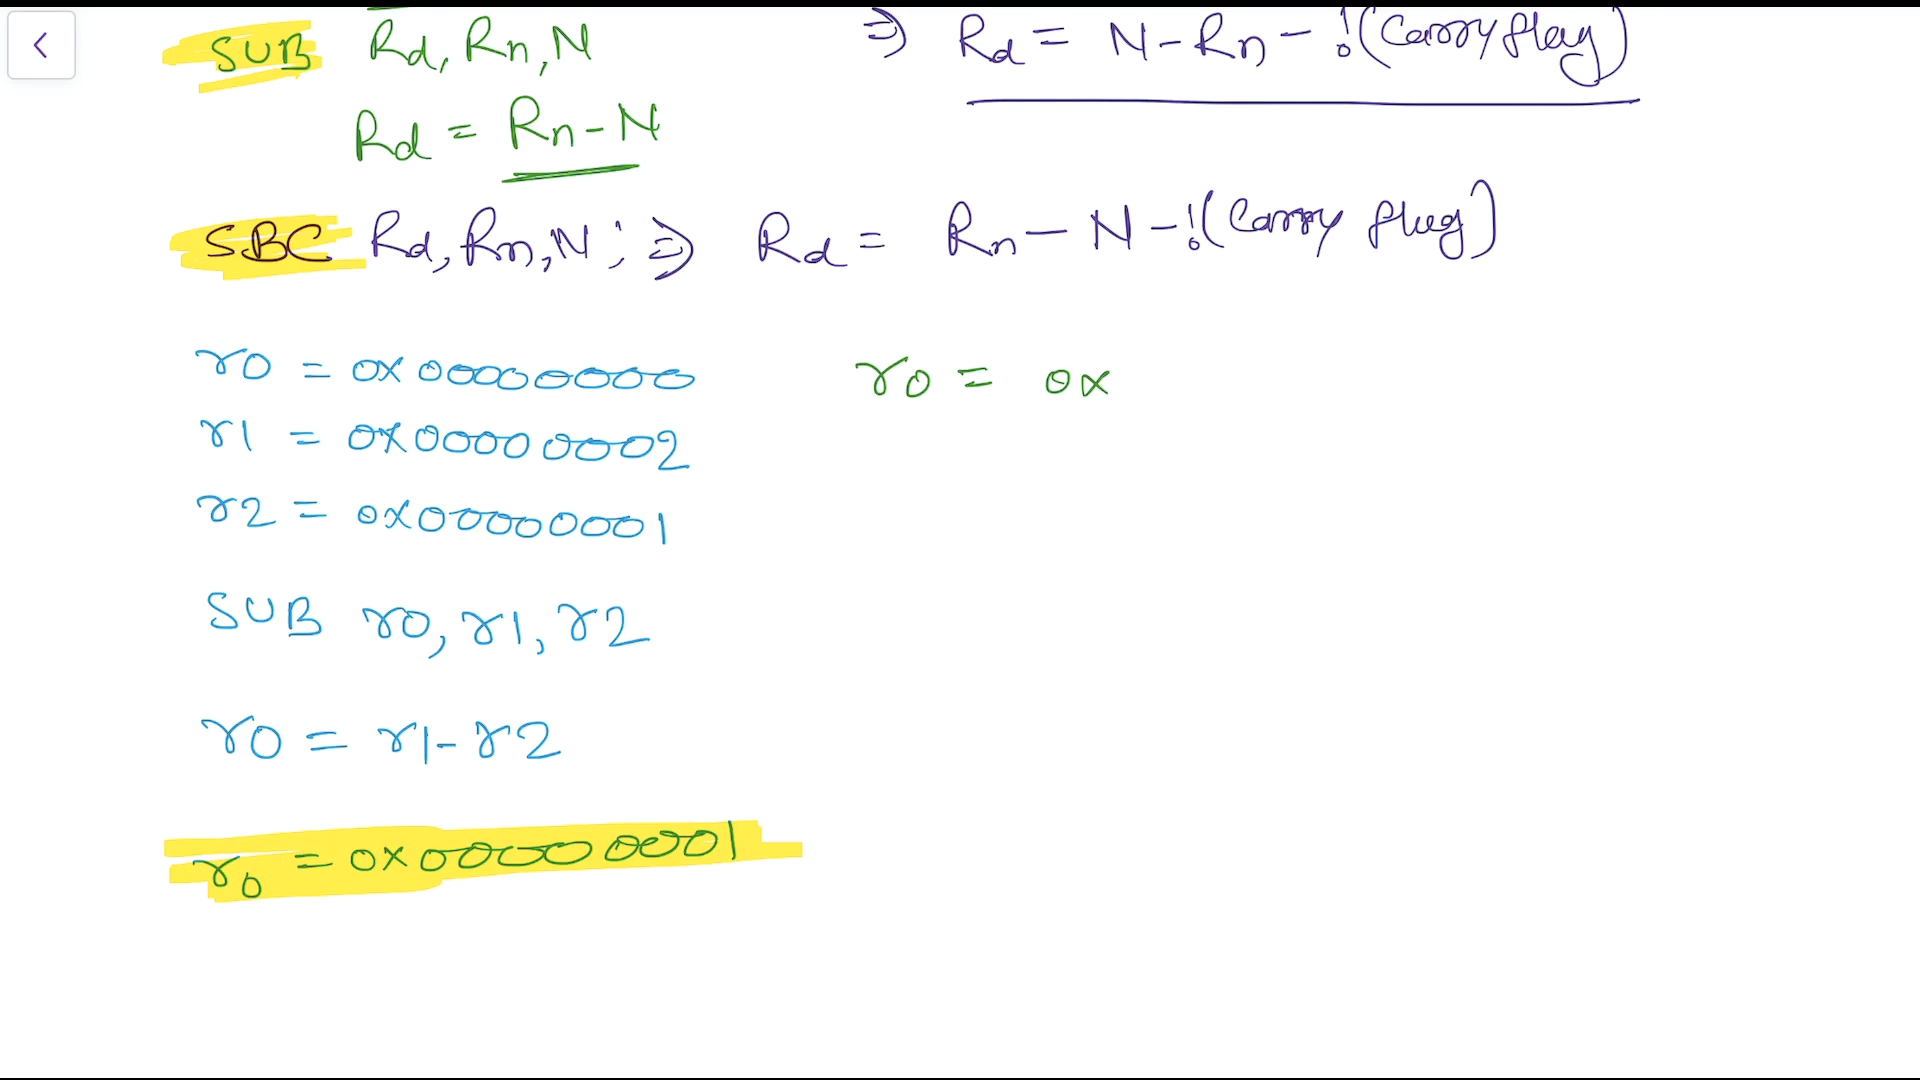 SUB Rd, Rn, N
⇒ Rd = N - Rn - !(Carry flag)
Rd = Rn - N
SBC Rd, Rn, N ; ⇒ Rd = Rn - N - !(Carry flag)
r0 = 0x00000000
r1 = 0x00000002
r2 = 0x00000001
SUB r0, r1, r2
r0 = r1 - r2
r0 = 0x00000001
r0 = 0x